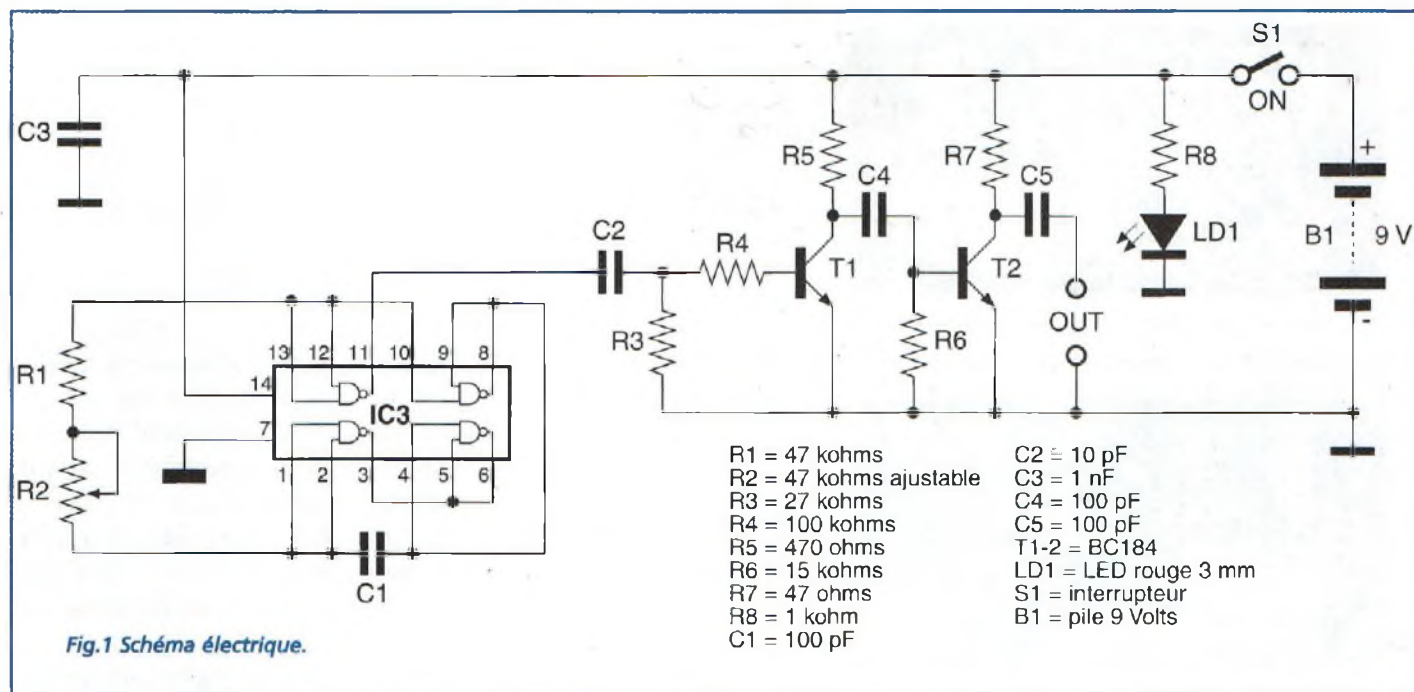 S1
ON
C3
R5
C4
R7
C5
R8
+
C2
R4
T1
T2
LD1
B1
9 V
R3
R6
OUT
-
13 12 11 10 9 8
R1
14
IC3
7
R2
1 2 3 4 5 6
C1
R1 = 47 kohms
R2 = 47 kohms ajustable
R3 = 27 kohms
R4 = 100 kohms
R5 = 470 ohms
R6 = 15 kohms
R7 = 47 ohms
R8 = 1 kohm
C1 = 100 pF
C2 = 10 pF
C3 = 1 nF
C4 = 100 pF
C5 = 100 pF
T1-2 = BC184
LD1 = LED rouge 3 mm
S1 = interrupteur
B1 = pile 9 Volts
Fig.1 Schéma électrique.